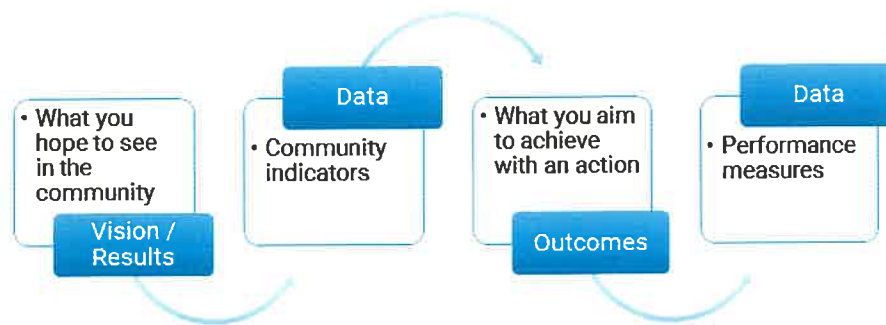 • What you
hope to see
in the
community
Vision /
Results
Data
• Community
indicators
• What you aim
to achieve
with an action
Outcomes
Data
• Performance
measures